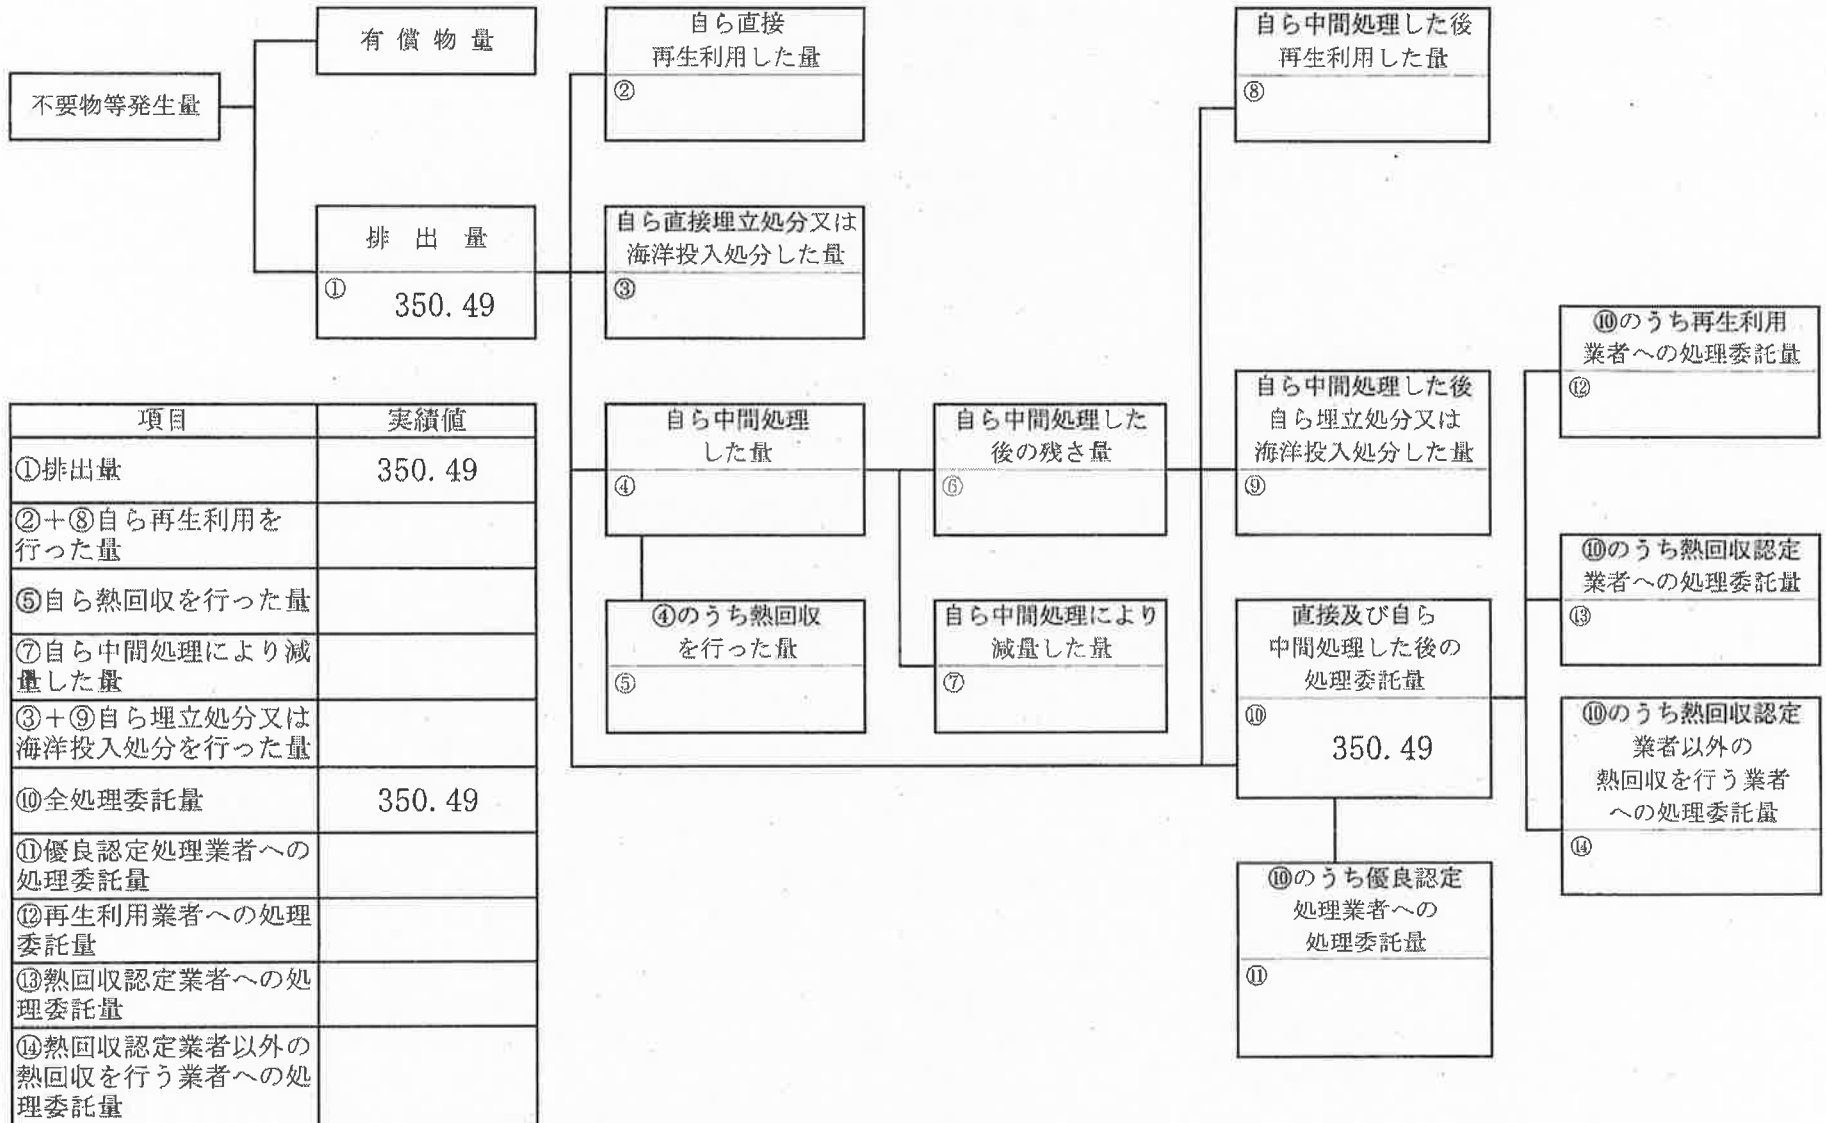 不要物等発生量
有償物量
排出量
①
350.49
自ら直接
再生利用した量
②
自ら直接埋立処分又は
海洋投入処分した量
③
自ら中間処理
した量
④
④のうち熱回収
を行った量
⑤
自ら中間処理した
後の残さ量
⑥
自ら中間処理により
減量した量
⑦
自ら中間処理した後
再生利用した量
⑧
自ら中間処理した後
自ら埋立処分又は
海洋投入処分した量
⑨
直接及び自ら
中間処理した後の
処理委託量
⑩
350.49
⑩のうち優良認定
処理業者への
処理委託量
⑪
⑩のうち再生利用
業者への処理委託量
⑫
⑩のうち熱回収認定
業者への処理委託量
⑬
⑩のうち熱回収認定
業者以外の
熱回収を行う業者
への処理委託量
⑭
項目 実績値
①排出量 350.49
②+⑧自ら再生利用を
行った量
⑤自ら熱回収を行った量
⑦自ら中間処理により減
量した量
③+⑨自ら埋立処分又は
海洋投入処分を行った量
⑩全処理委託量 350.49
⑪優良認定処理業者への
処理委託量
⑫再生利用業者への処理
委託量
⑬熱回収認定業者への処
理委託量
⑭熱回収認定業者以外の
熱回収を行う業者への処
理委託量